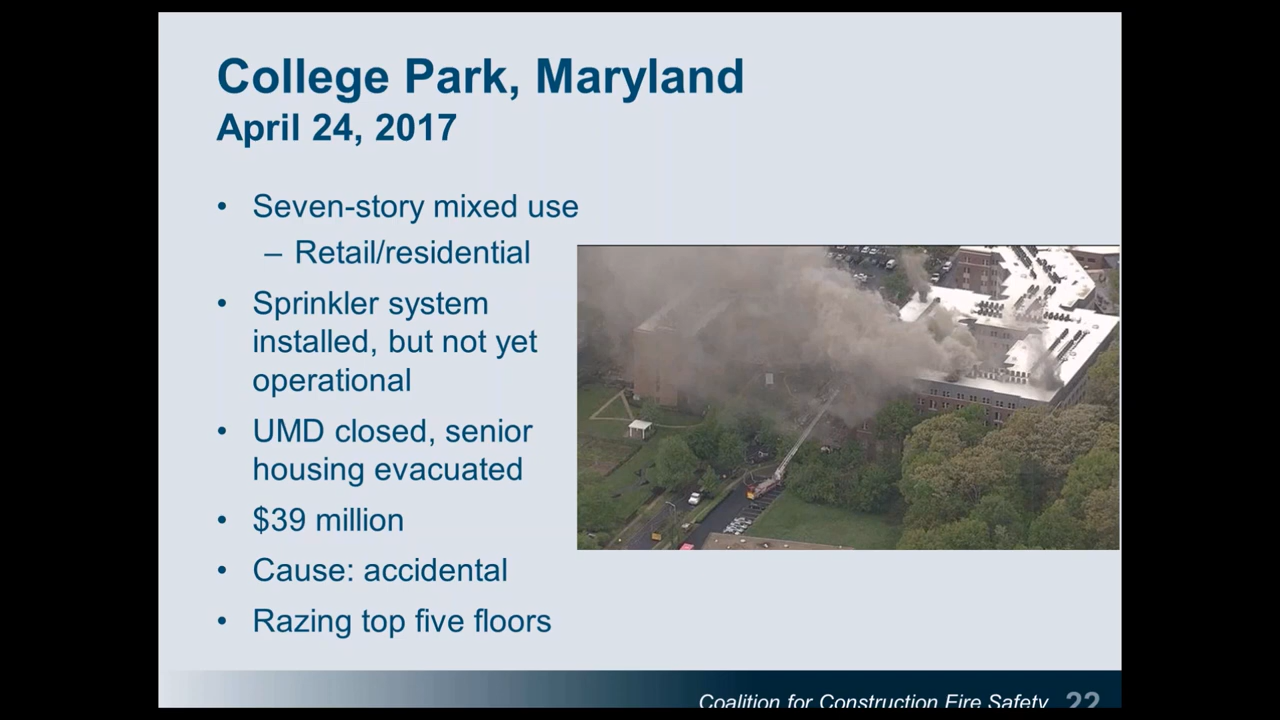 College Park, Maryland
April 24, 2017
• Seven-story mixed use
– Retail/residential
• Sprinkler system
installed, but not yet
operational
• UMD closed, senior
housing evacuated
• $39 million
• Cause: accidental
• Razing top five floors
Coalition for Construction Fire Safety 22